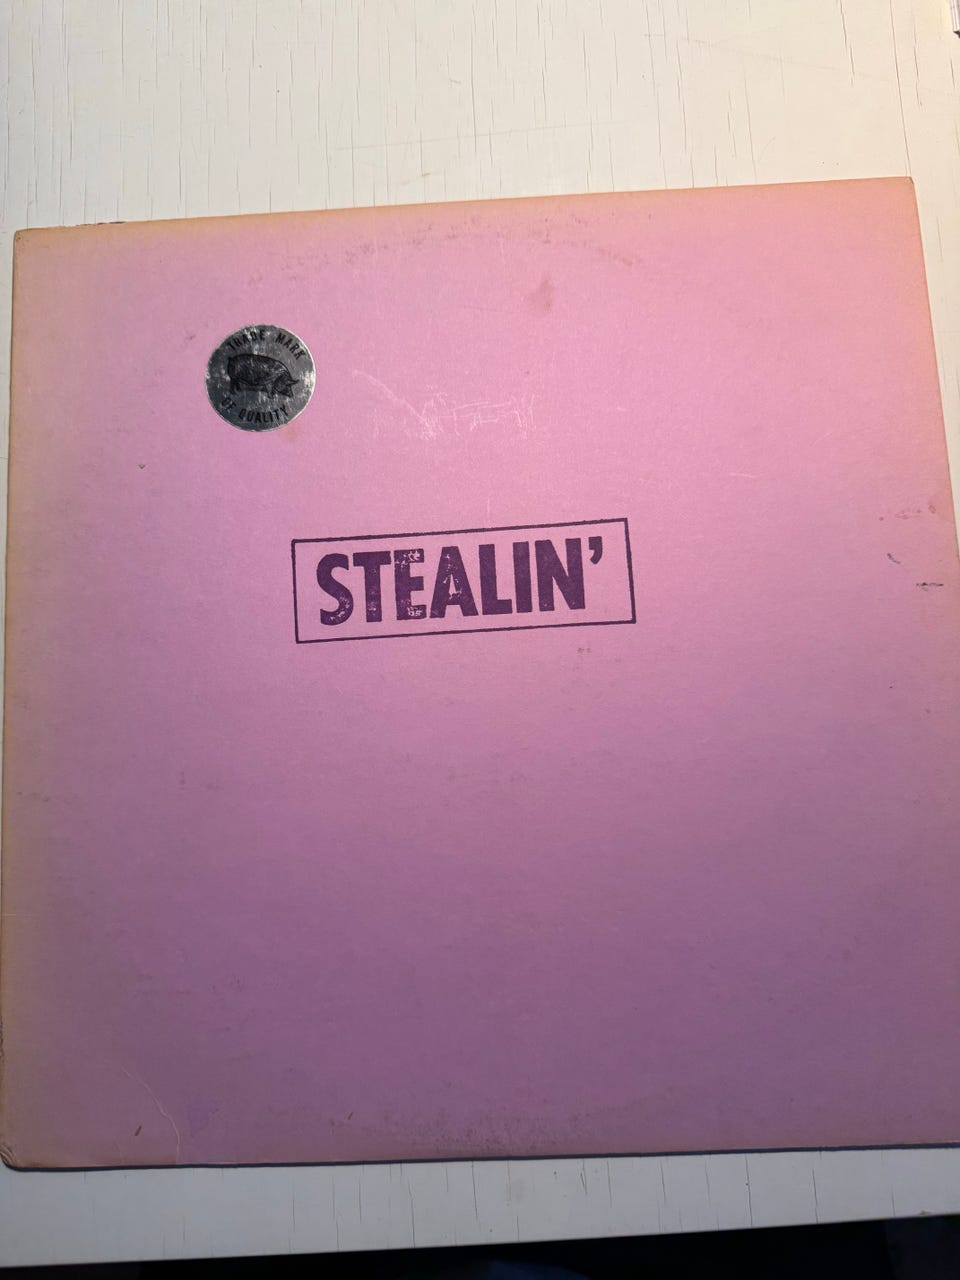 TRADE MARK
OF QUALITY
STEALIN'